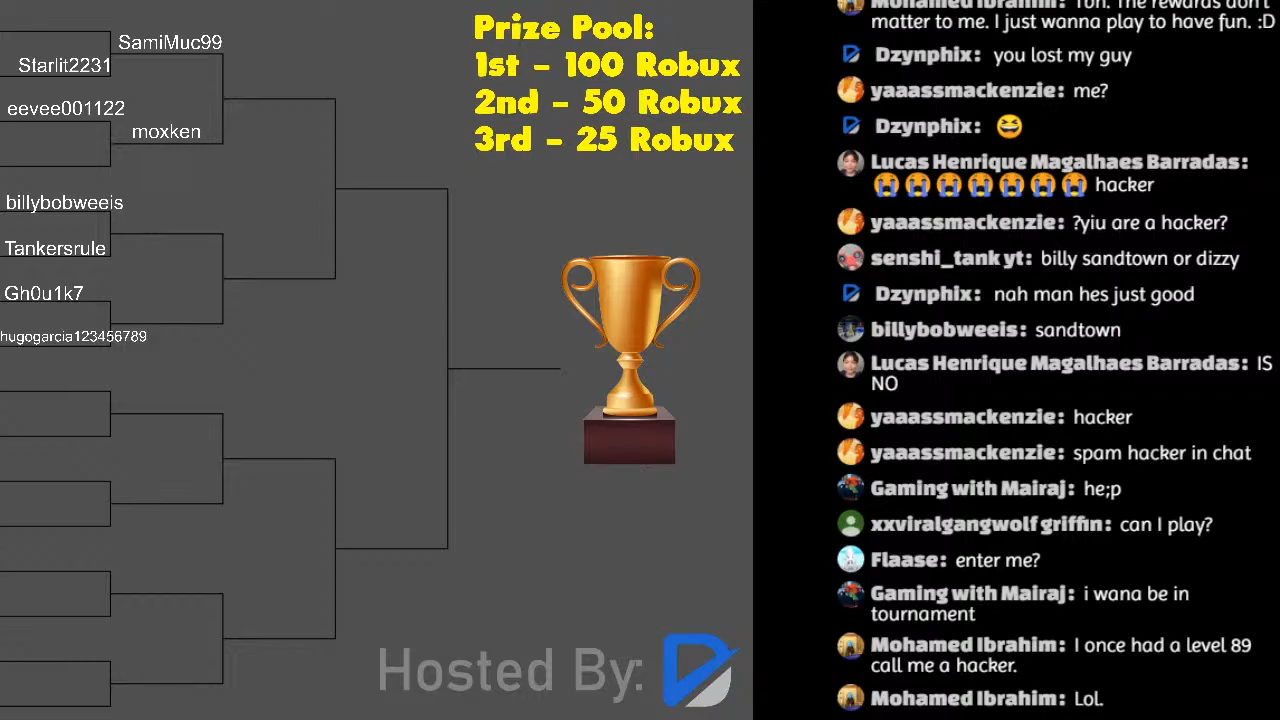 SamiMuc99
Starlit2231
eevee001122
moxken
billybobweeis
Tankersrule
Gh0u1k7
hugogarcia123456789
Prize Pool:
1st – 100 Robux
2nd – 50 Robux
3rd – 25 Robux
Hosted By:
matter to me. I just wanna play to have fun. :D
Dzynphix: you lost my guy
yaaassmackenzie: me?
Dzynphix: 😆
Lucas Henrique Magalhaes Barradas:
😭😭😭😭😭😭😭 hacker
yaaassmackenzie: ?yiu are a hacker?
senshi_tank yt: billy sandtown or dizzy
Dzynphix: nah man hes just good
billybobweeis: sandtown
Lucas Henrique Magalhaes Barradas: IS
NO
yaaassmackenzie: hacker
yaaassmackenzie: spam hacker in chat
Gaming with Mairaj: he;p
xxviralgangwolf griffin: can I play?
Flaase: enter me?
Gaming with Mairaj: i wana be in
tournament
Mohamed Ibrahim: I once had a level 89
call me a hacker.
Mohamed Ibrahim: Lol.